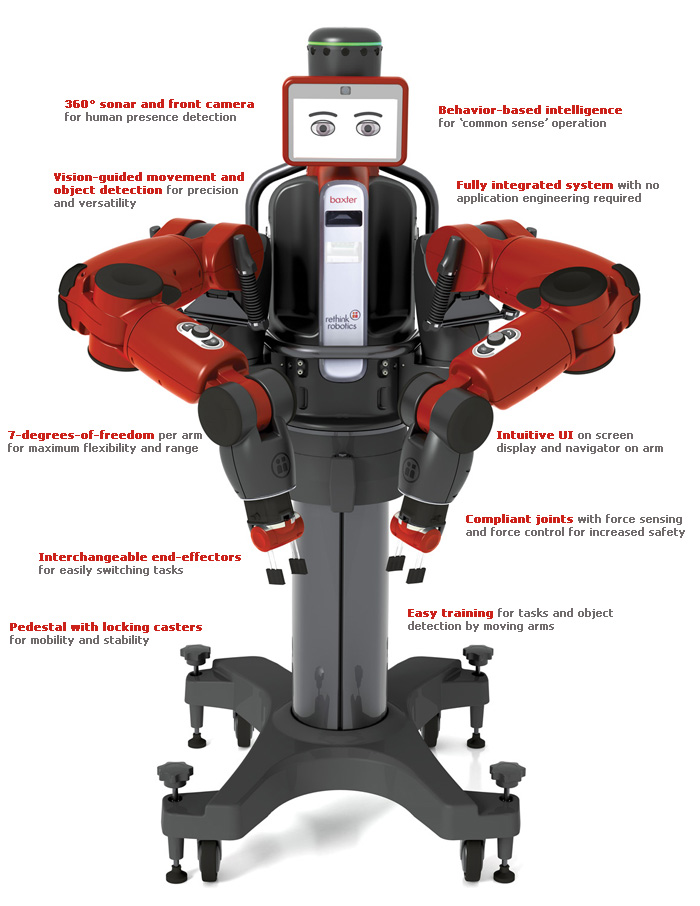 360° sonar and front camera
for human presence detection
Behavior-based intelligence
for ‘common sense’ operation
Vision-guided movement and
object detection for precision
and versatility
Fully integrated system with no
application engineering required
baxter
rethink
robotics
7-degrees-of-freedom per arm
for maximum flexibility and range
Intuitive UI on screen
display and navigator on arm
Compliant joints with force sensing
and force control for increased safety
Interchangeable end-effectors
for easily switching tasks
Easy training for tasks and object
detection by moving arms
Pedestal with locking casters
for mobility and stability